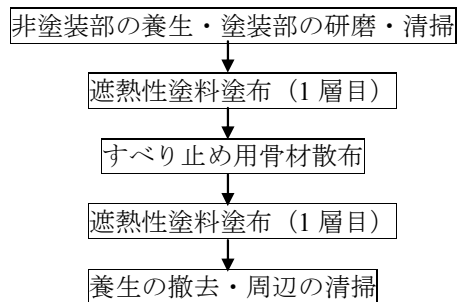 非塗装部の養生・塗装部の研磨・清掃
遮熱性塗料塗布（1 層目）
すべり止め用骨材散布
遮熱性塗料塗布（1 層目）
養生の撤去・周辺の清掃